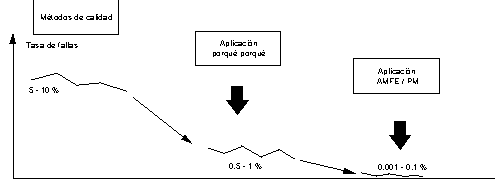 Métodos de calidad
Tasa de fallas
Aplicación
porqué porqué
Aplicación
AMFE / PM
5 - 10 %
0.5 - 1 %
0.001 - 0.1 %